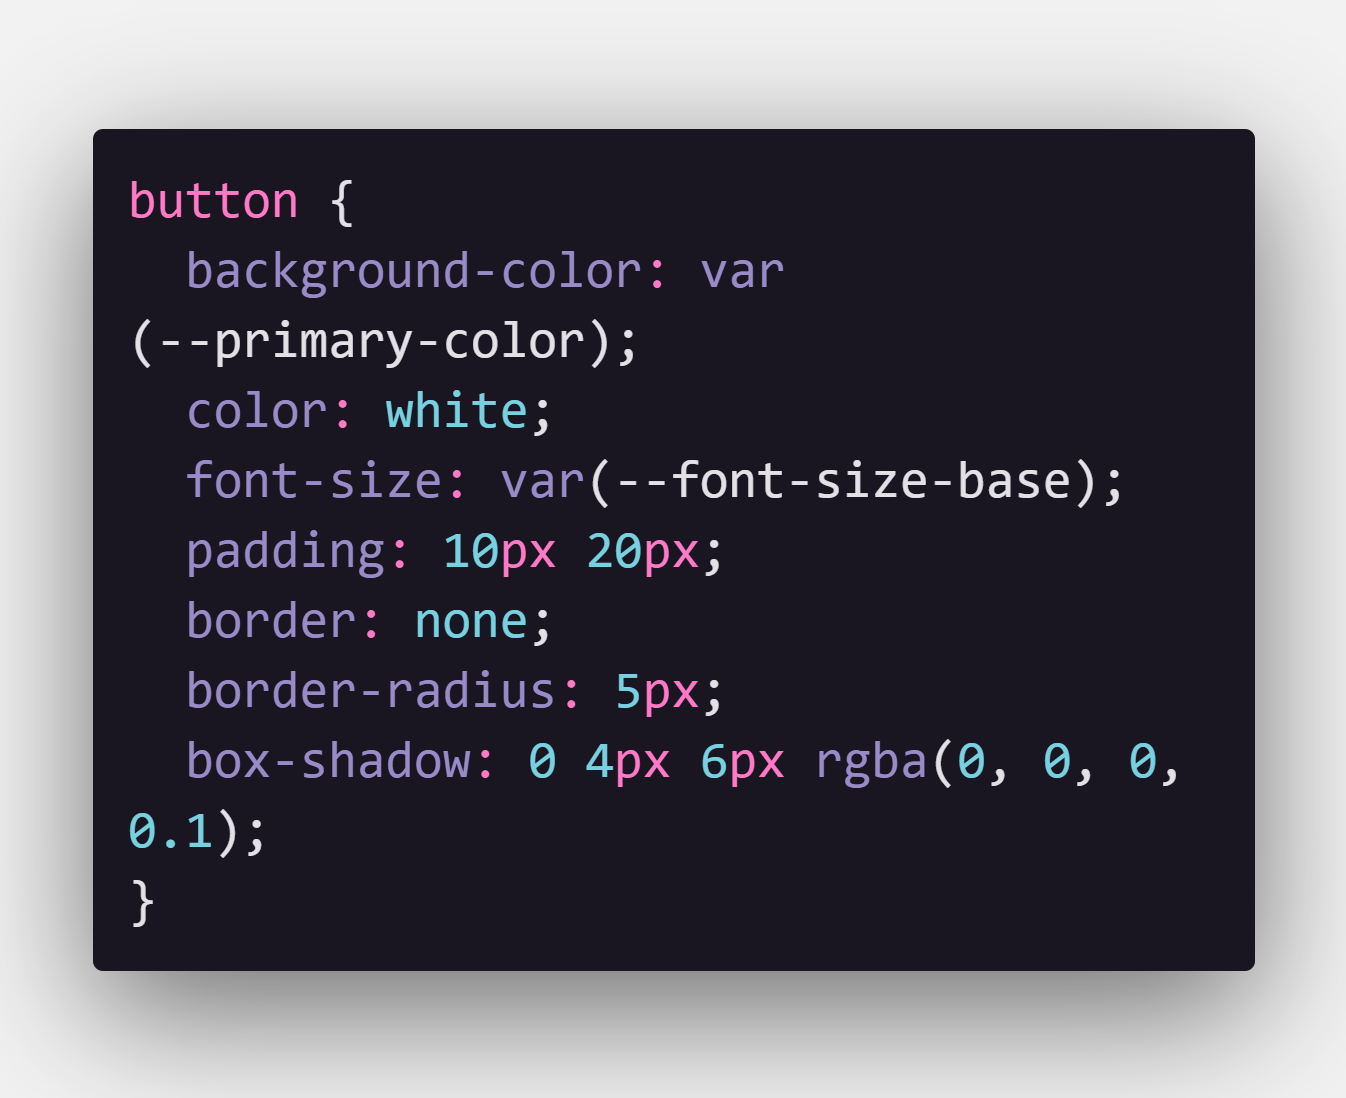 button {
  background-color: var
(--primary-color);
  color: white;
  font-size: var(--font-size-base);
  padding: 10px 20px;
  border: none;
  border-radius: 5px;
  box-shadow: 0 4px 6px rgba(0, 0, 0,
0.1);
}